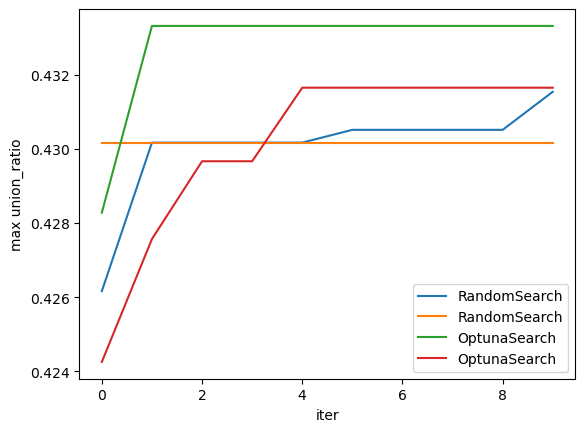 0.432
0.430
0.428
0.426
0.424
max union_ratio
0
2
4
6
8
iter
RandomSearch
RandomSearch
OptunaSearch
OptunaSearch